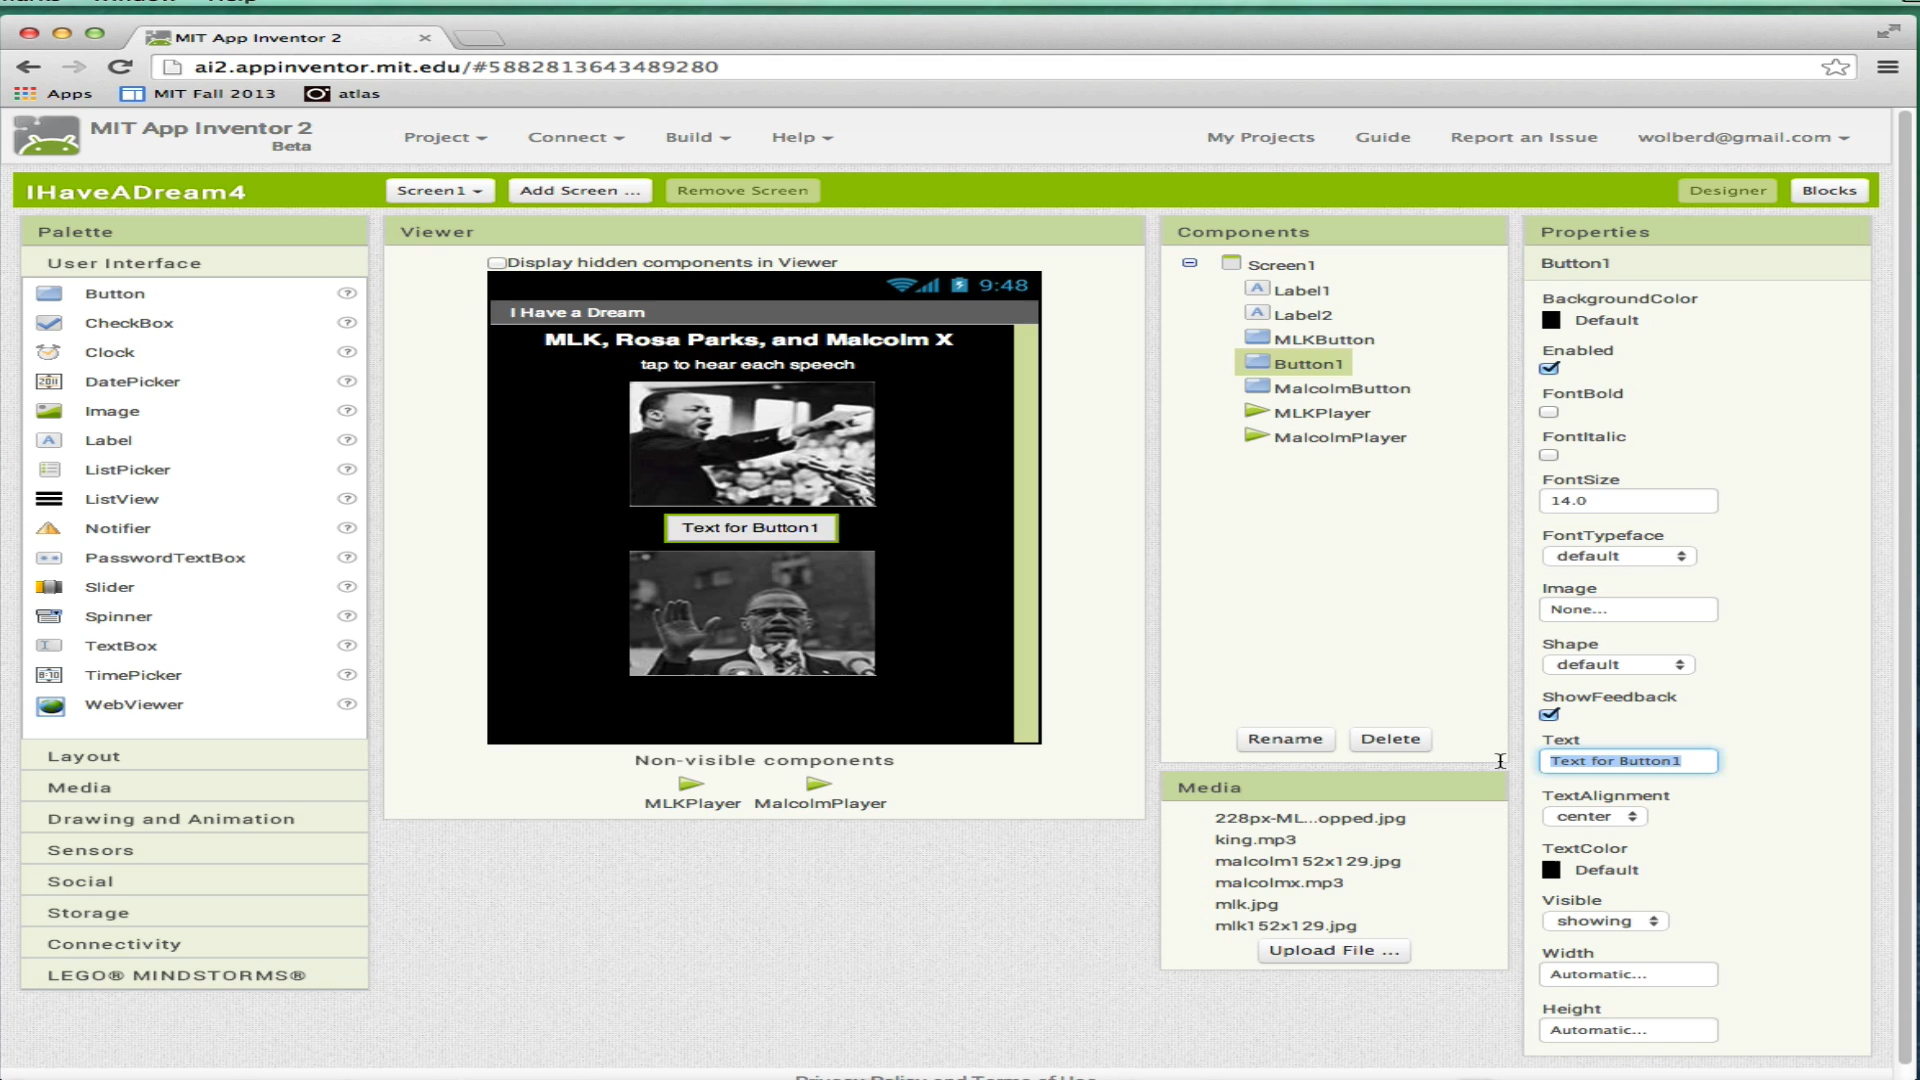 Window Help
MIT App Inventor 2
ai2.appinventor.mit.edu/#5882813643489280
Apps MIT Fall 2013 atlas
MIT App Inventor 2
Beta
Project Connect Build Help My Projects Guide Report an Issue wolberd@gmail.com
IHaveADream4 Screen1 Add Screen ... Remove Screen Designer Blocks
Palette
User Interface
Button
CheckBox
Clock
DatePicker
Image
Label
ListPicker
ListView
Notifier
PasswordTextBox
Slider
Spinner
TextBox
TimePicker
WebViewer
Layout
Media
Drawing and Animation
Sensors
Social
Storage
Connectivity
LEGO® MINDSTORMS®
Viewer
Display hidden components in Viewer
9:48
I Have a Dream
MLK, Rosa Parks, and Malcolm X
tap to hear each speech
Text for Button1
Non-visible components
MLKPlayer MalcolmPlayer
Components
Screen1
Label1
Label2
MLKButton
Button1
MalcolmButton
MLKPlayer
MalcolmPlayer
Rename Delete
Media
228px-ML...opped.jpg
king.mp3
malcolm152x129.jpg
malcolmx.mp3
mlk.jpg
mlk152x129.jpg
Upload File ...
Properties
Button1
BackgroundColor
Default
Enabled
FontBold
FontItalic
FontSize
14.0
FontTypeface
default
Image
None...
Shape
default
ShowFeedback
Text
Text for Button1
TextAlignment
center
TextColor
Default
Visible
showing
Width
Automatic...
Height
Automatic...
Privacy Policy and Terms of Use